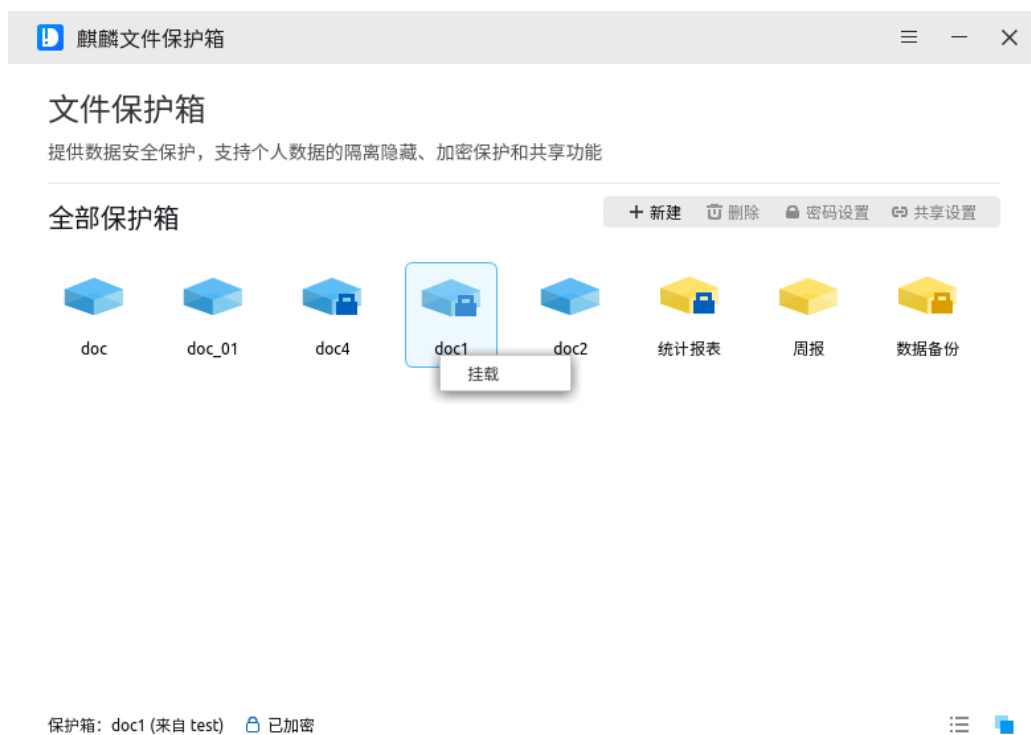 麒麟文件保护箱
文件保护箱
提供数据安全保护，支持个人数据的隔离隐藏、加密保护和共享功能
全部保护箱
新建 删除 密码设置 共享设置
doc doc_01 doc4 doc1 doc2 统计报表 周报 数据备份
挂载
保护箱：doc1 (来自 test) 已加密